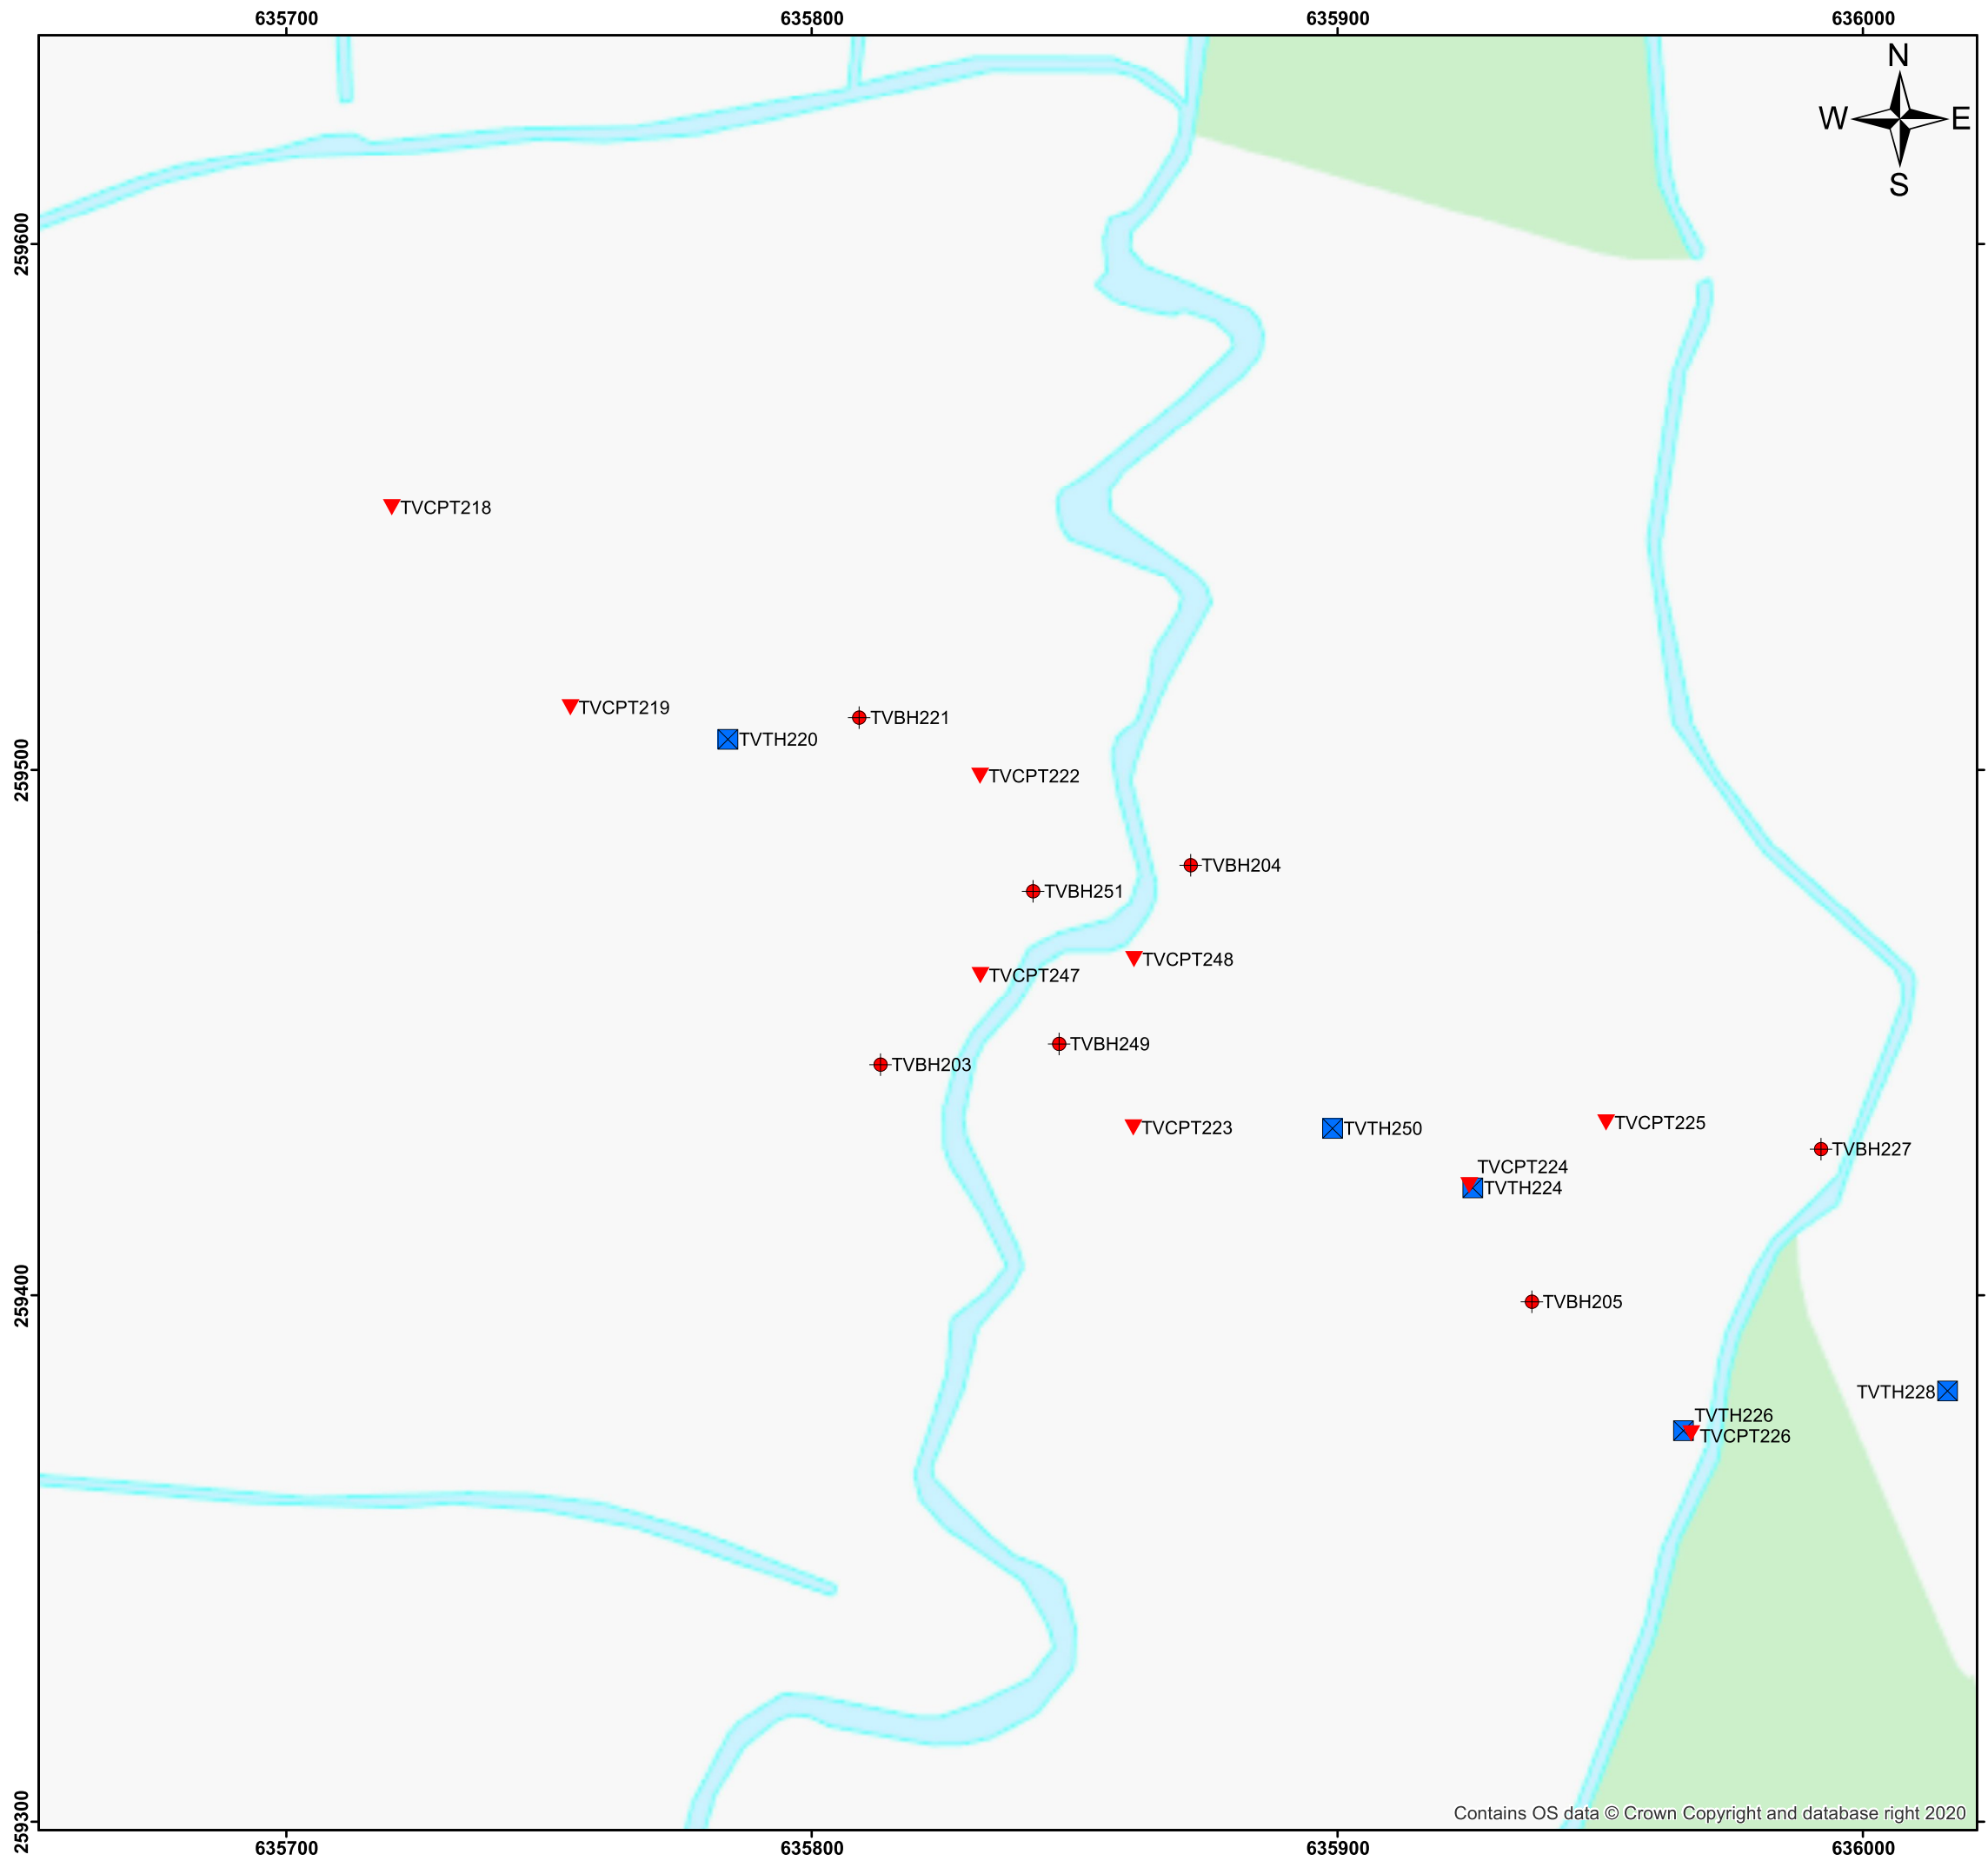 635700
635800
635900
636000
N
W
E
S
259600
TVCPT218
TVCPT219
TVBH221
TVTH220
259500
TVCPT222
TVBH204
TVBH251
TVCPT248
TVCPT247
TVBH249
TVBH203
TVCPT223
TVTH250
TVCPT225
TVBH227
TVCPT224
TVTH224
259400
TVBH205
TVTH228
TVTH226
TVCPT226
259300
Contains OS data © Crown Copyright and database right 2020
635700
635800
635900
636000